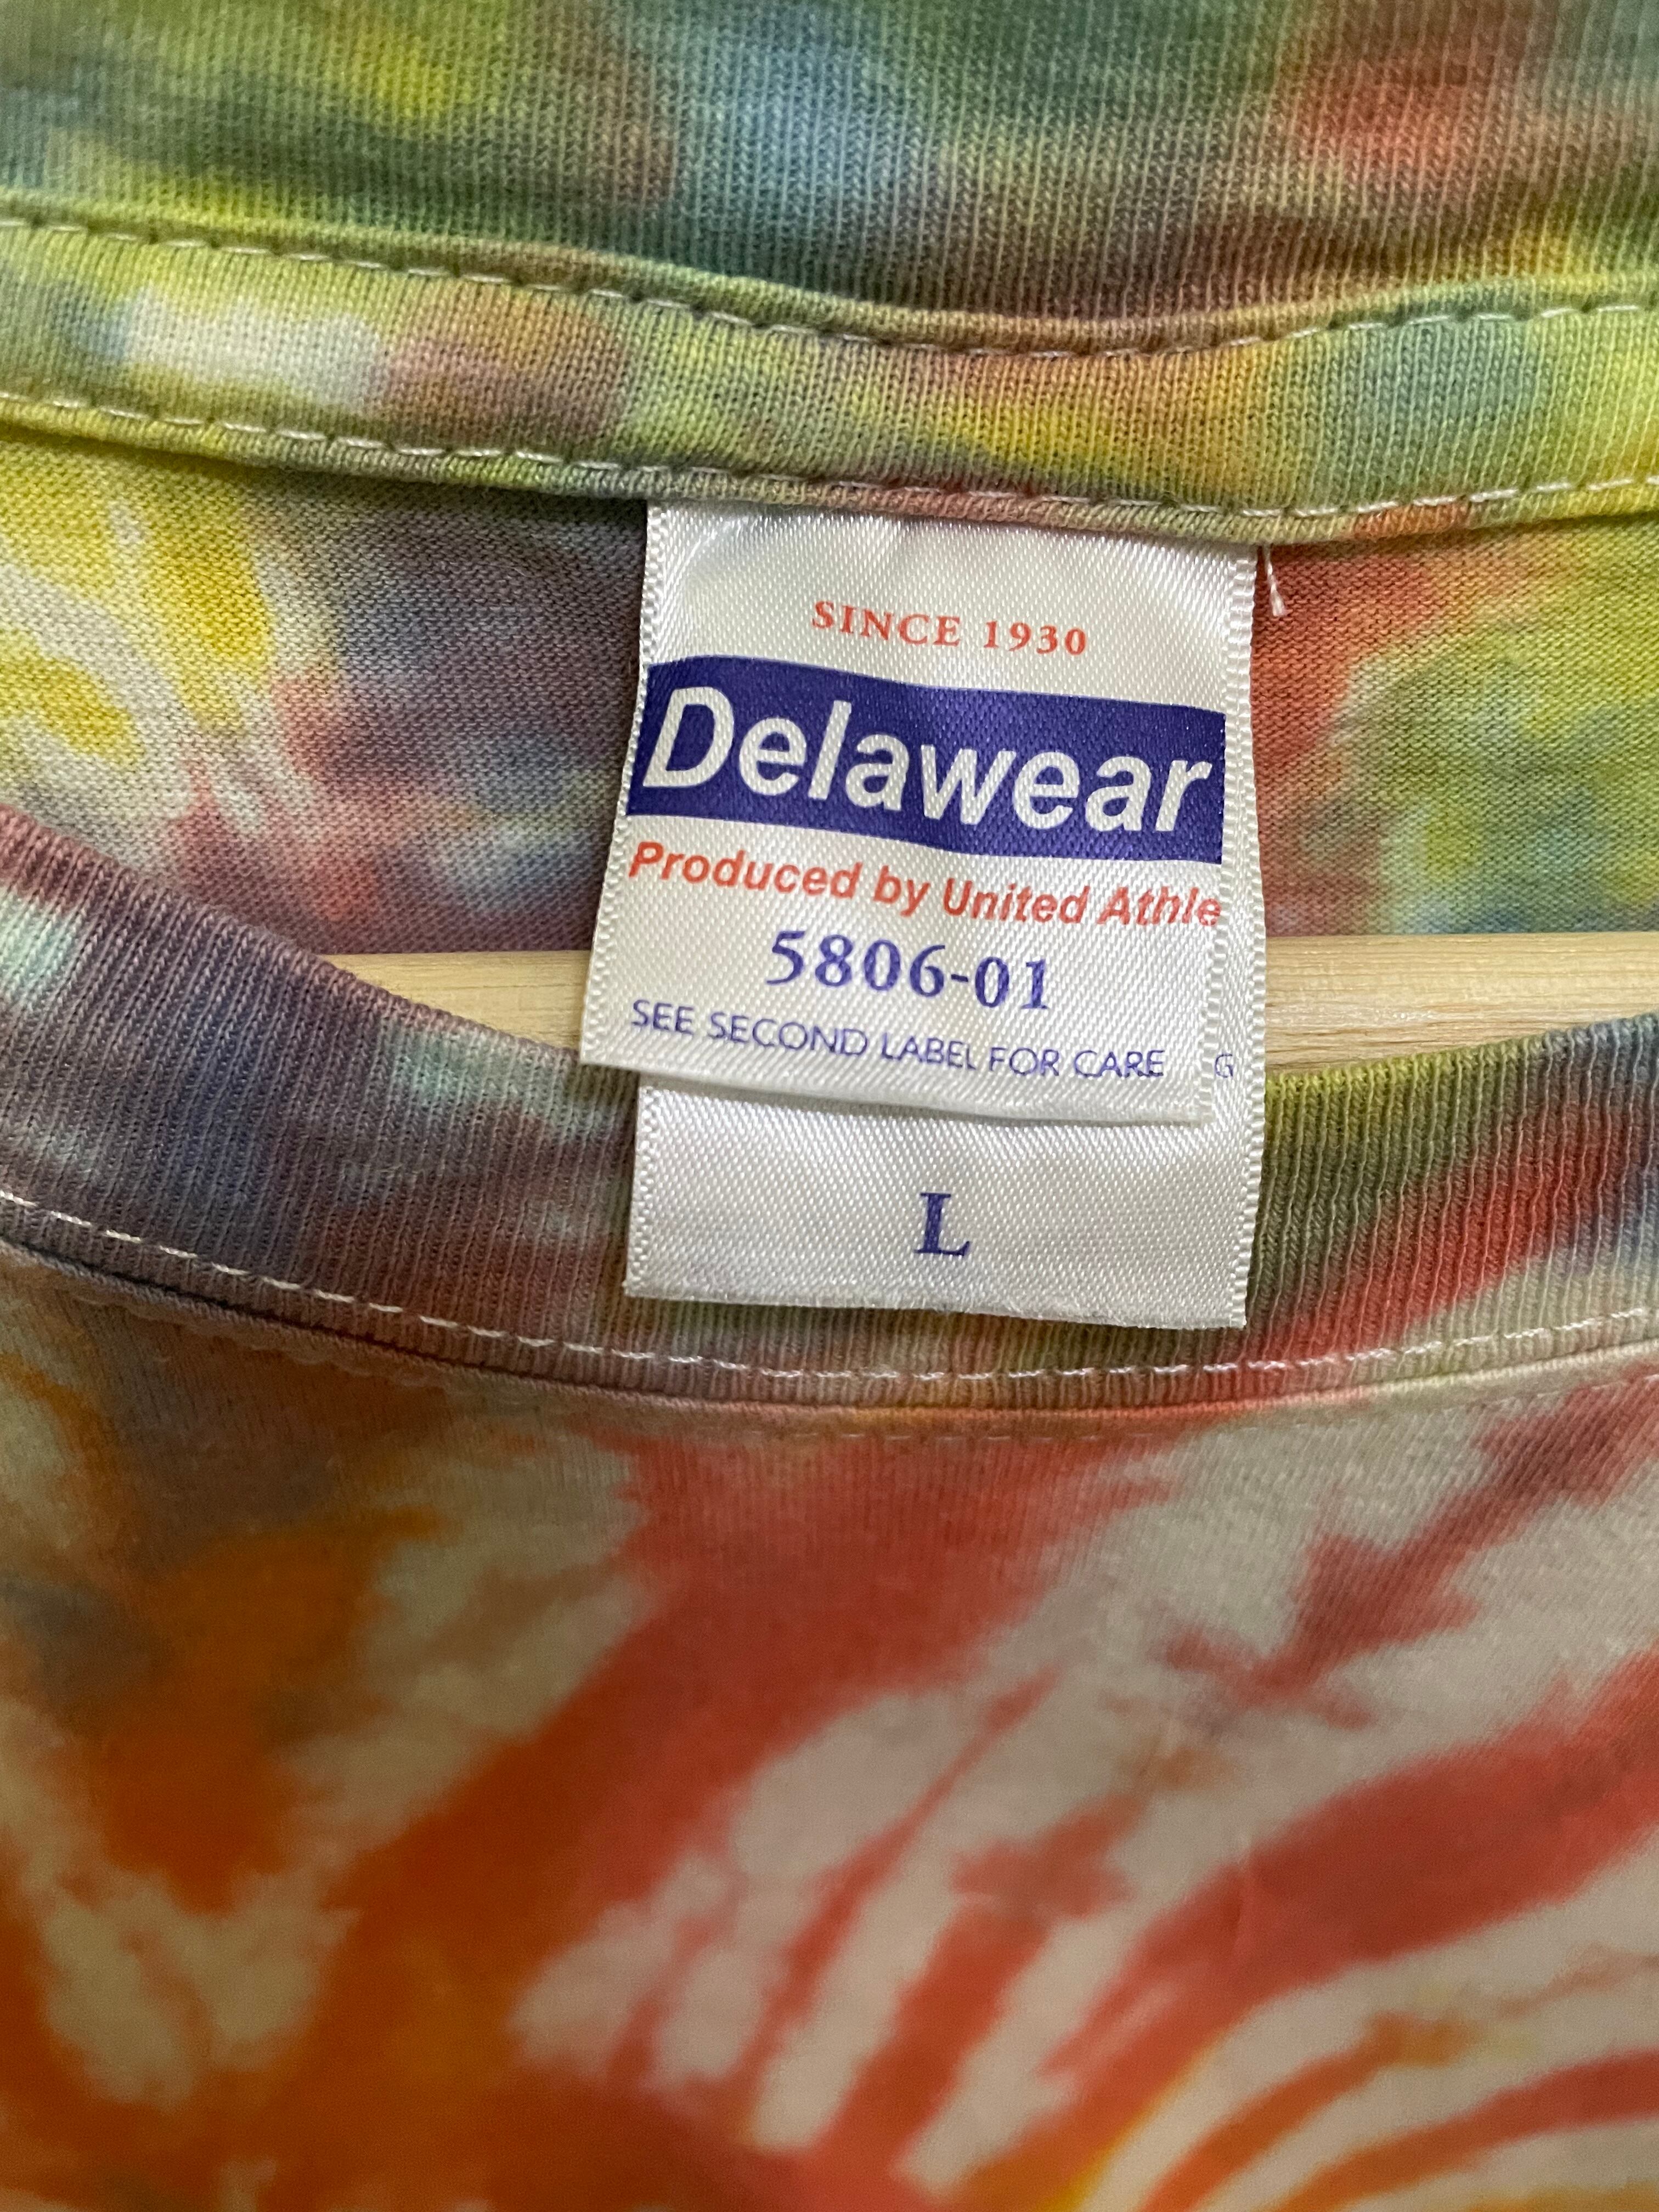 SINCE 1930
Delawear
Produced by United Athle
5806-01
SEE SECOND LABEL FOR CARE
G
L